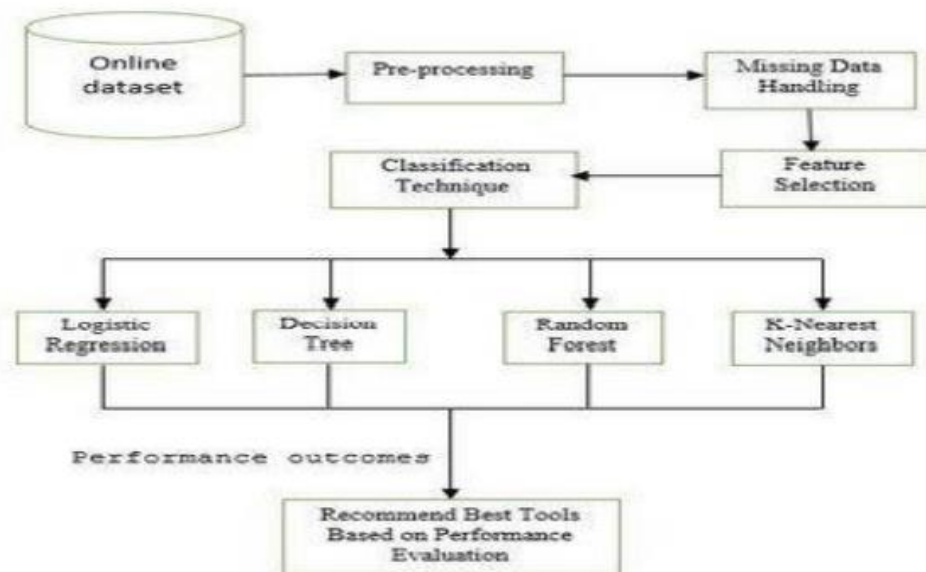 Online
dataset
Pre-processing
Missing Data
Handling
Classification
Technique
Feature
Selection
Logistic
Regression
Decision
Tree
Random
Forest
K-Nearest
Neighbors
Performance outcomes
Recommend Best Tools
Based on Performance
Evaluation